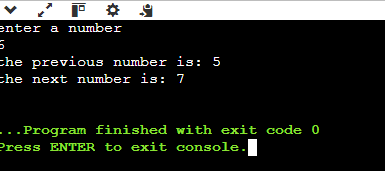 enter a number
6
the previous number is: 5
the next number is: 7
...Program finished with exit code 0
Press ENTER to exit console.